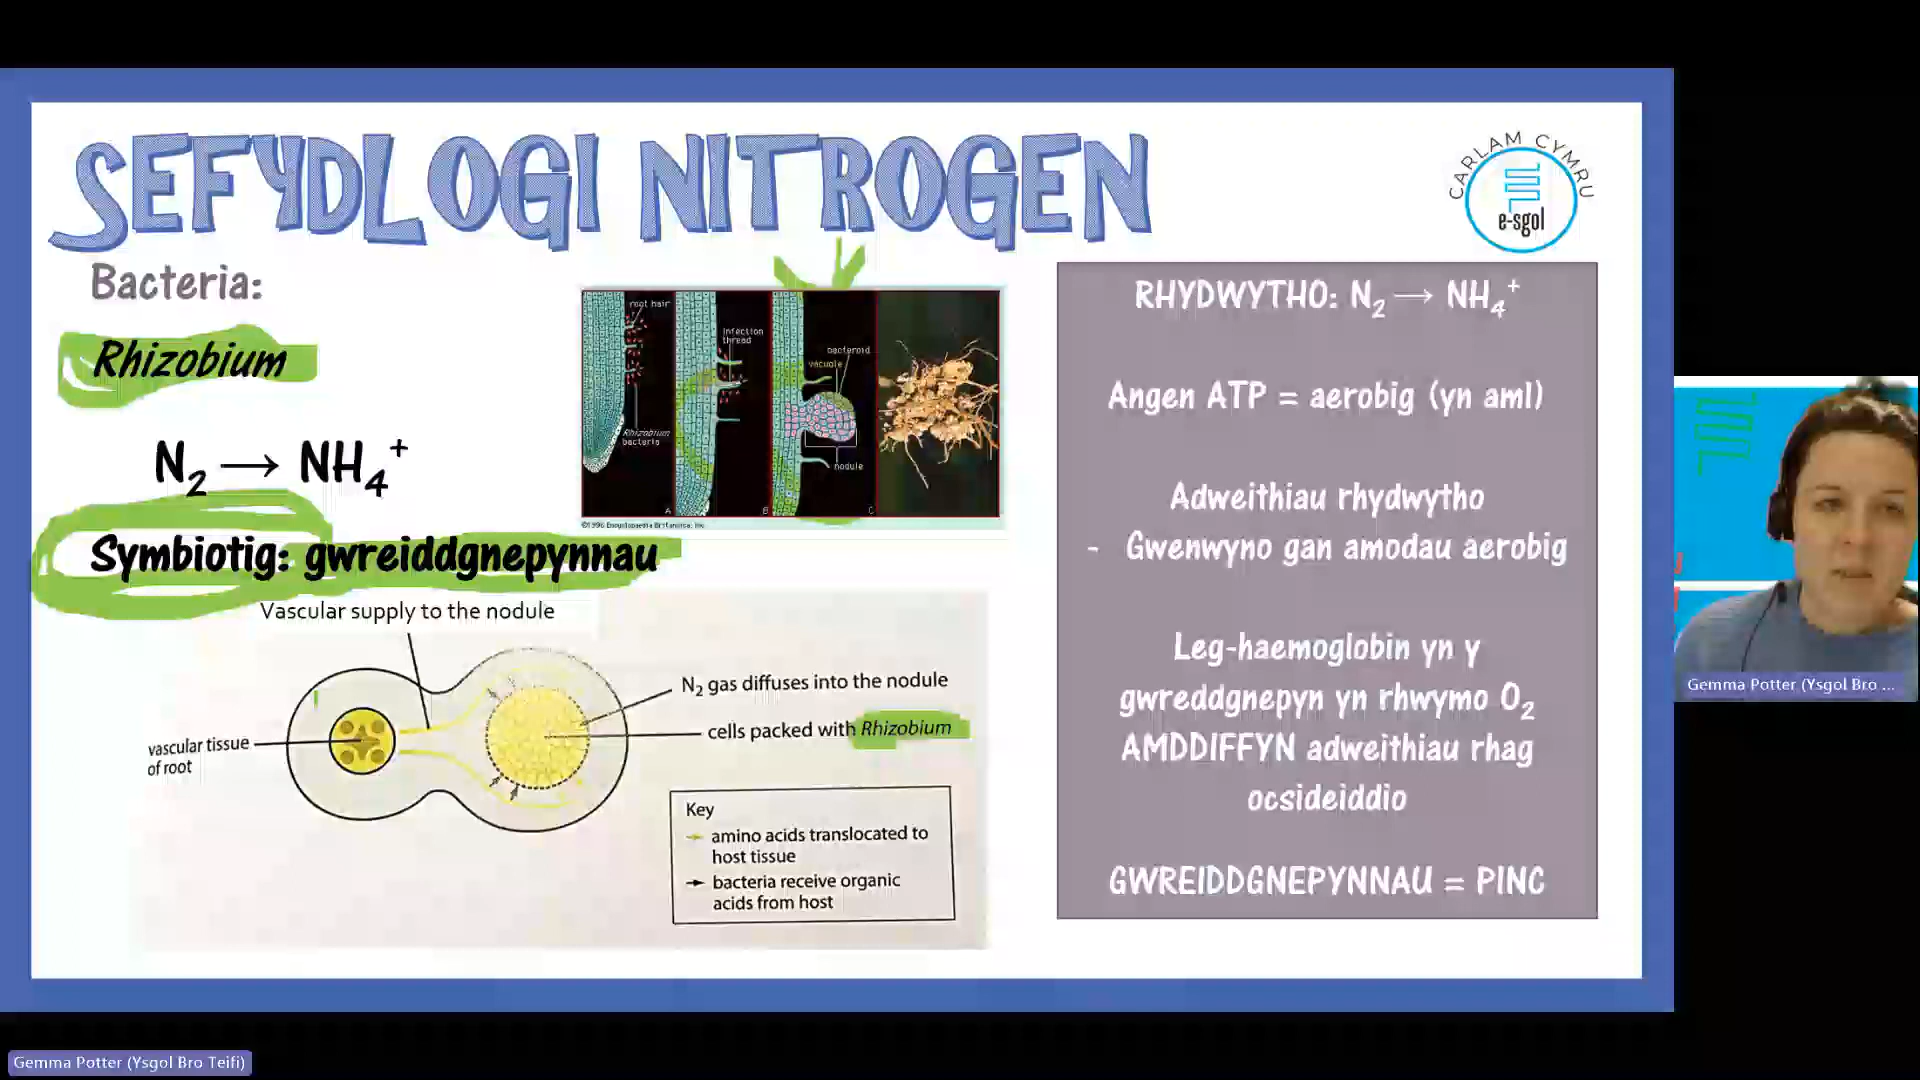 SEFYDLOGI NITROGEN
CARLAM CYMRU
e-sgol
Bacteria:
Rhizobium
N₂ → NH₄⁺
Symbiotig: gwreiddgnepynnau
root hair
Rhizobium
bacteria
A
infection
thread
B
bacteroid
vacuole
nodule
C
©1996 Encyclopaedia Britannica, Inc.
Vascular supply to the nodule
N₂ gas diffuses into the nodule
cells packed with Rhizobium
vascular tissue
of root
Key
amino acids translocated to
host tissue
→ bacteria receive organic
acids from host
RHYDWYTHO: N₂ → NH₄⁺
Angen ATP = aerobig (yn aml)
Adweithiau rhydwytho
- Gwenwyno gan amodau aerobig
Leg-haemoglobin yn y
gwreddgnepyn yn rhwymo O₂
AMDDIFFYN adweithiau rhag
ocsideiddio
GWREIDDGNEPYNNAU = PINC
Gemma Potter (Ysgol Bro ...
Gemma Potter (Ysgol Bro Teifi)